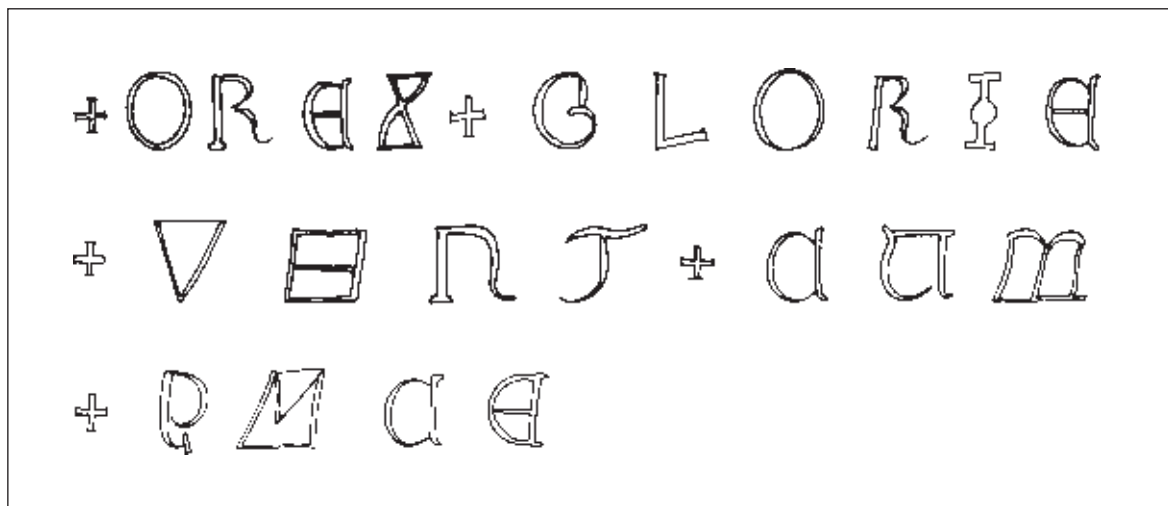 + OREX + GLORIE
+ VENI + CUM
+ PACE